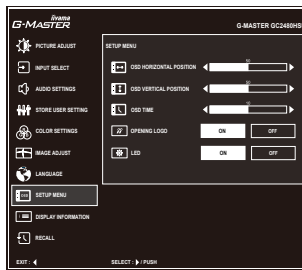 iiyama
G-MASTER
G-MASTER GC2480HS
PICTURE ADJUST
INPUT SELECT
AUDIO SETTINGS
STORE USER SETTING
COLOR SETTINGS
IMAGE ADJUST
LANGUAGE
SETUP MENU
DISPLAY INFORMATION
RECALL
SETUP MENU
OSD HORIZONTAL POSITION
OSD VERTICAL POSITION
OSD TIME
OPENING LOGO ON OFF
LED ON OFF
EXIT :
SELECT : / PUSH